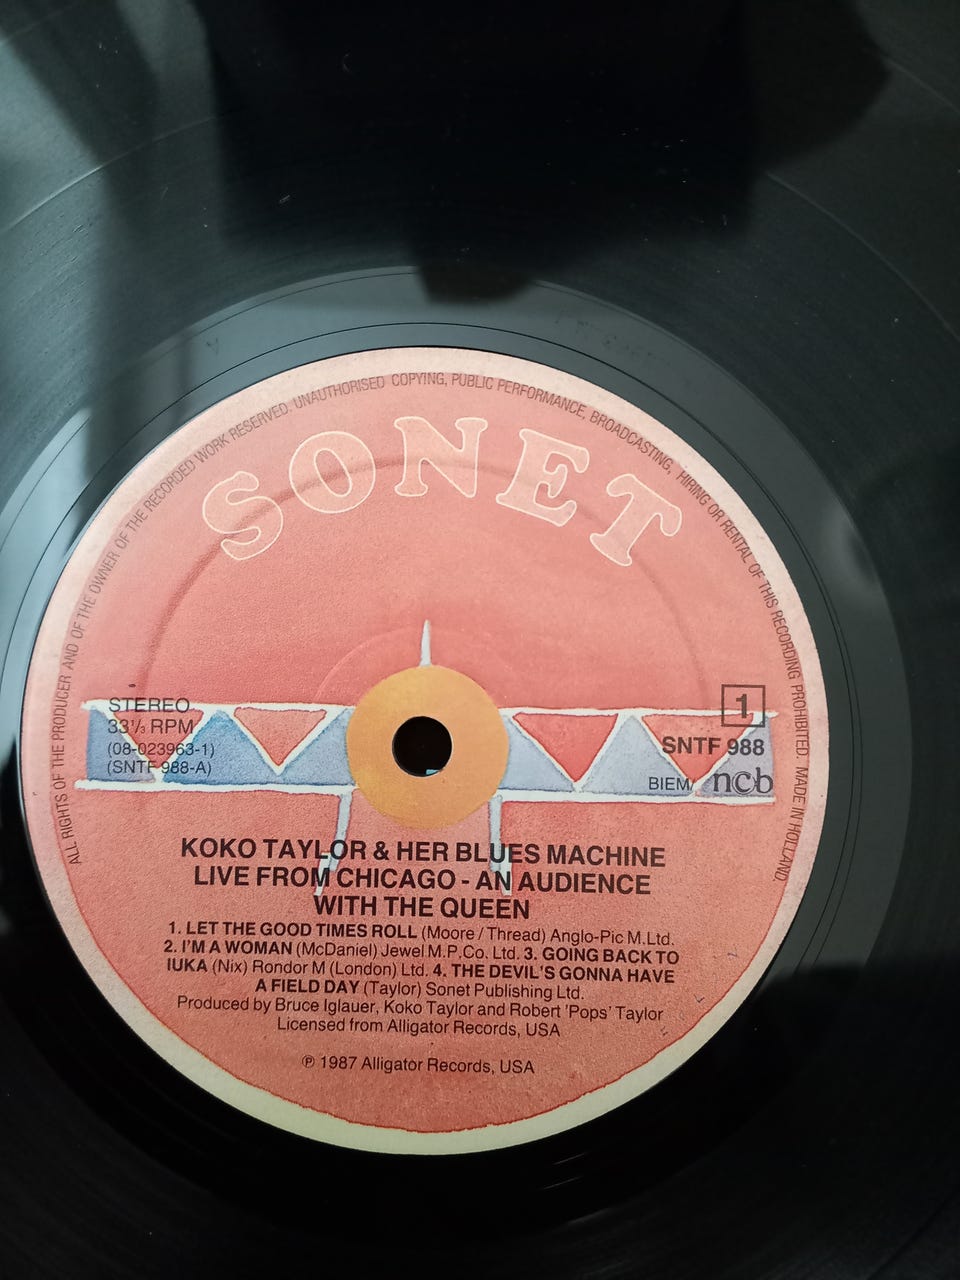 ALL RIGHTS OF THE PRODUCER AND OF THE OWNER OF THE RECORDED WORK RESERVED. UNAUTHORISED COPYING, PUBLIC PERFORMANCE, BROADCASTING, HIRING OR RENTAL OF THIS RECORDING PROHIBITED. MADE IN HOLLAND.
SONET
STEREO
33⅓ RPM
(08-023963-1)
(SNTF 988-A)
1
SNTF 988
BIEM/ ncb
KOKO TAYLOR & HER BLUES MACHINE
LIVE FROM CHICAGO - AN AUDIENCE
WITH THE QUEEN
1. LET THE GOOD TIMES ROLL (Moore / Thread) Anglo-Pic M.Ltd.
2. I'M A WOMAN (McDaniel) Jewel M.P.Co. Ltd. 3. GOING BACK TO
IUKA (Nix) Rondor M (London) Ltd. 4. THE DEVIL'S GONNA HAVE
A FIELD DAY (Taylor) Sonet Publishing Ltd.
Produced by Bruce Iglauer, Koko Taylor and Robert 'Pops' Taylor
Licensed from Alligator Records, USA
℗ 1987 Alligator Records, USA